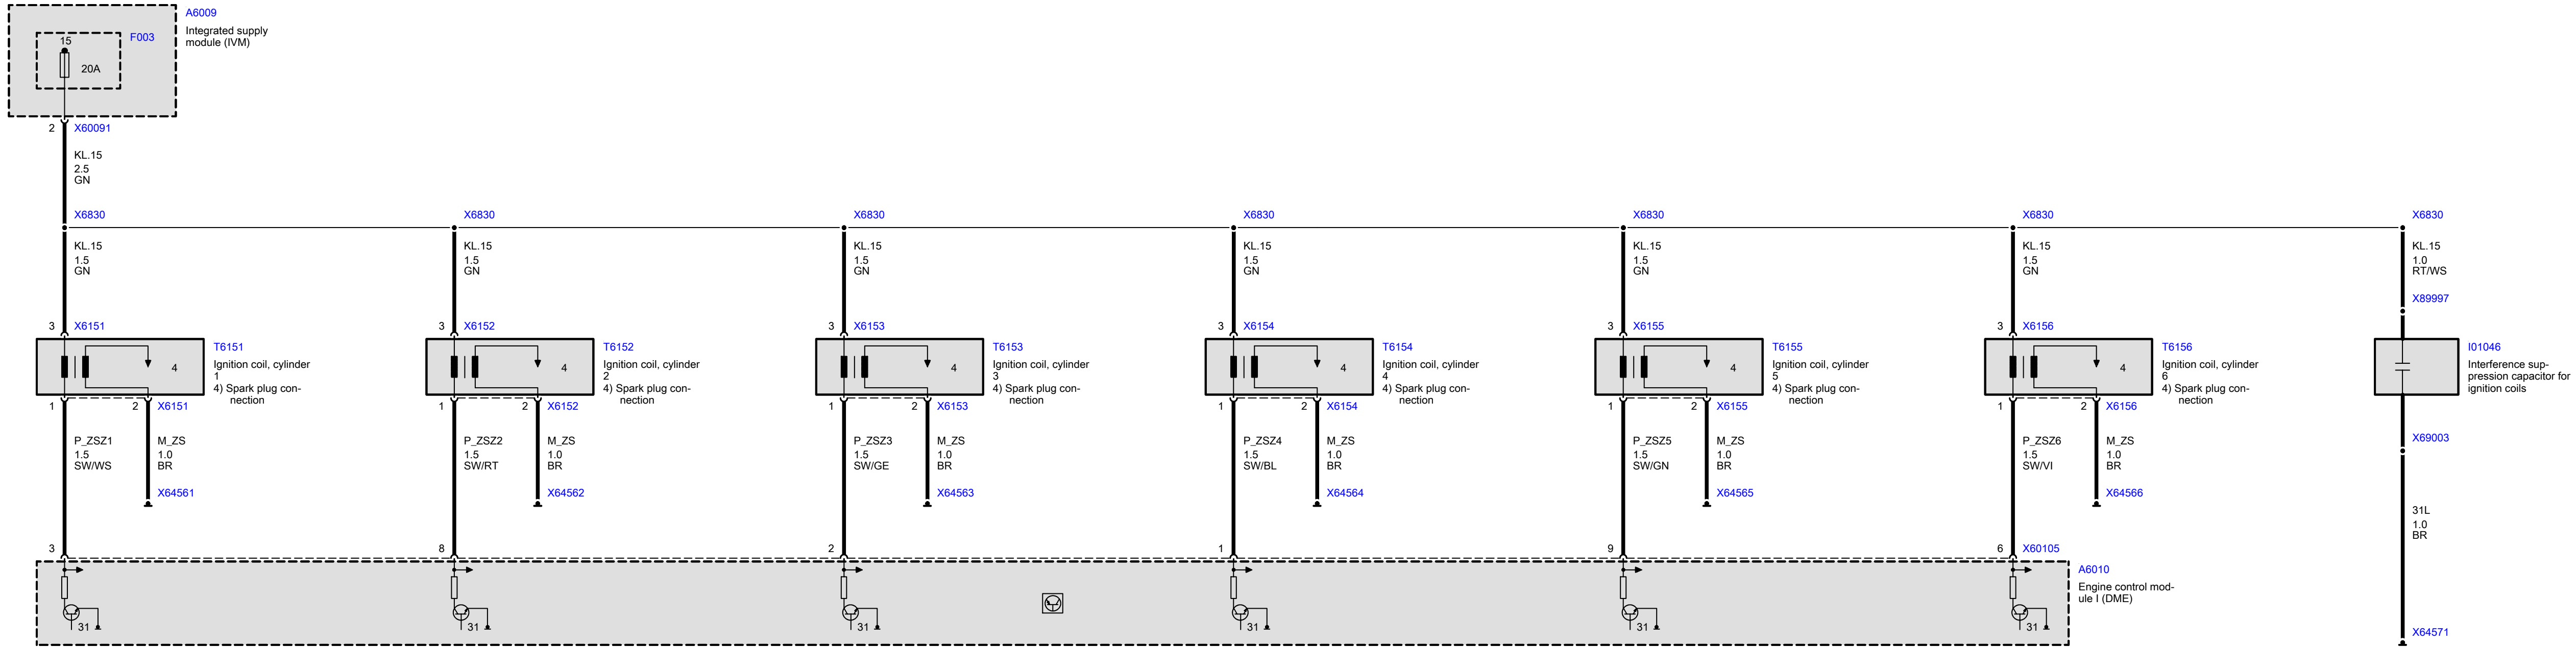 A6009
Integrated supply
module (IVM)
F003
15
20A
2 X60091
KL.15
2.5
GN
X6830 X6830 X6830 X6830 X6830 X6830 X6830
KL.15 KL.15 KL.15 KL.15 KL.15 KL.15 KL.15
1.5 1.5 1.5 1.5 1.5 1.5 1.0
GN GN GN GN GN GN RT/WS
X89997
3 X6151 3 X6152 3 X6153 3 X6154 3 X6155 3 X6156
T6151
Ignition coil, cylinder
1
4) Spark plug con-
nection
4
T6152
Ignition coil, cylinder
2
4) Spark plug con-
nection
4
T6153
Ignition coil, cylinder
3
4) Spark plug con-
nection
4
T6154
Ignition coil, cylinder
4
4) Spark plug con-
nection
4
T6155
Ignition coil, cylinder
5
4) Spark plug con-
nection
4
T6156
Ignition coil, cylinder
6
4) Spark plug con-
nection
4
I01046
Interference sup-
pression capacitor for
ignition coils
1 2 X6151 1 2 X6152 1 2 X6153 1 2 X6154 1 2 X6155 1 2 X6156
X69003
P_ZSZ1 M_ZS P_ZSZ2 M_ZS P_ZSZ3 M_ZS P_ZSZ4 M_ZS P_ZSZ5 M_ZS P_ZSZ6 M_ZS
1.5 1.0 1.5 1.0 1.5 1.0 1.5 1.0 1.5 1.0 1.5 1.0
SW/WS BR SW/RT BR SW/GE BR SW/BL BR SW/GN BR SW/VI BR
X64561 X64562 X64563 X64564 X64565 X64566
31L
1.0
BR
3 8 2 1 9 6 X60105
A6010
Engine control mod-
ule I (DME)
31 31 31 31 31 31
X64571